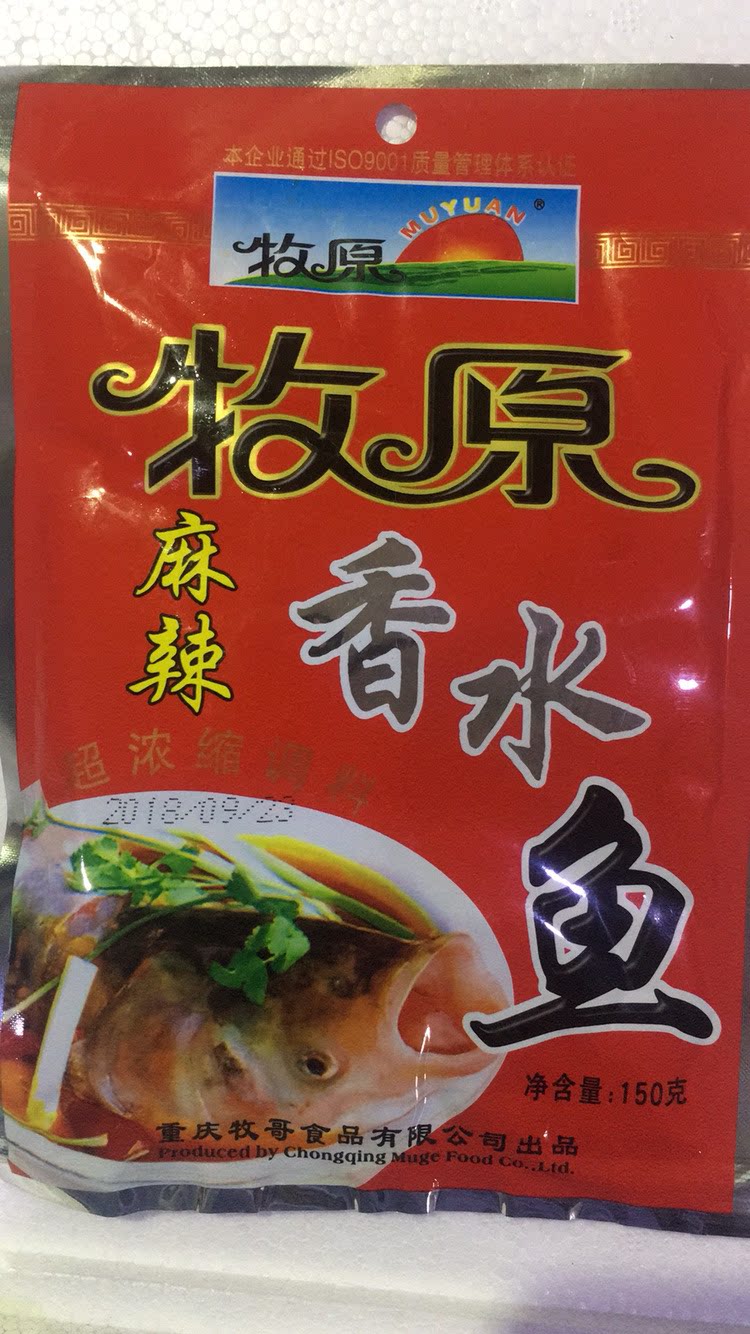 本企业通过ISO9001质量管理体系认证
牧原 MUYUAN®
牧原
麻辣
香水鱼
超浓缩调料
2018/09/23
净含量:150克
重庆牧哥食品有限公司出品
Produced by Chongqing Muge Food Co.,Ltd.